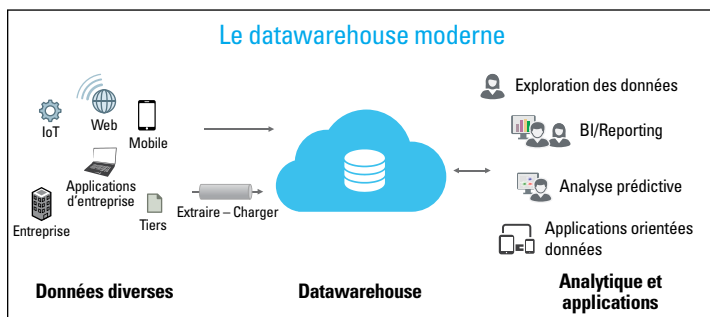 Le datawarehouse moderne
IoT
Web
Mobile
Applications
d'entreprise
Entreprise
Tiers
Extraire – Charger
Exploration des données
BI/Reporting
Analyse prédictive
Applications orientées
données
Données diverses
Datawarehouse
Analytique et
applications